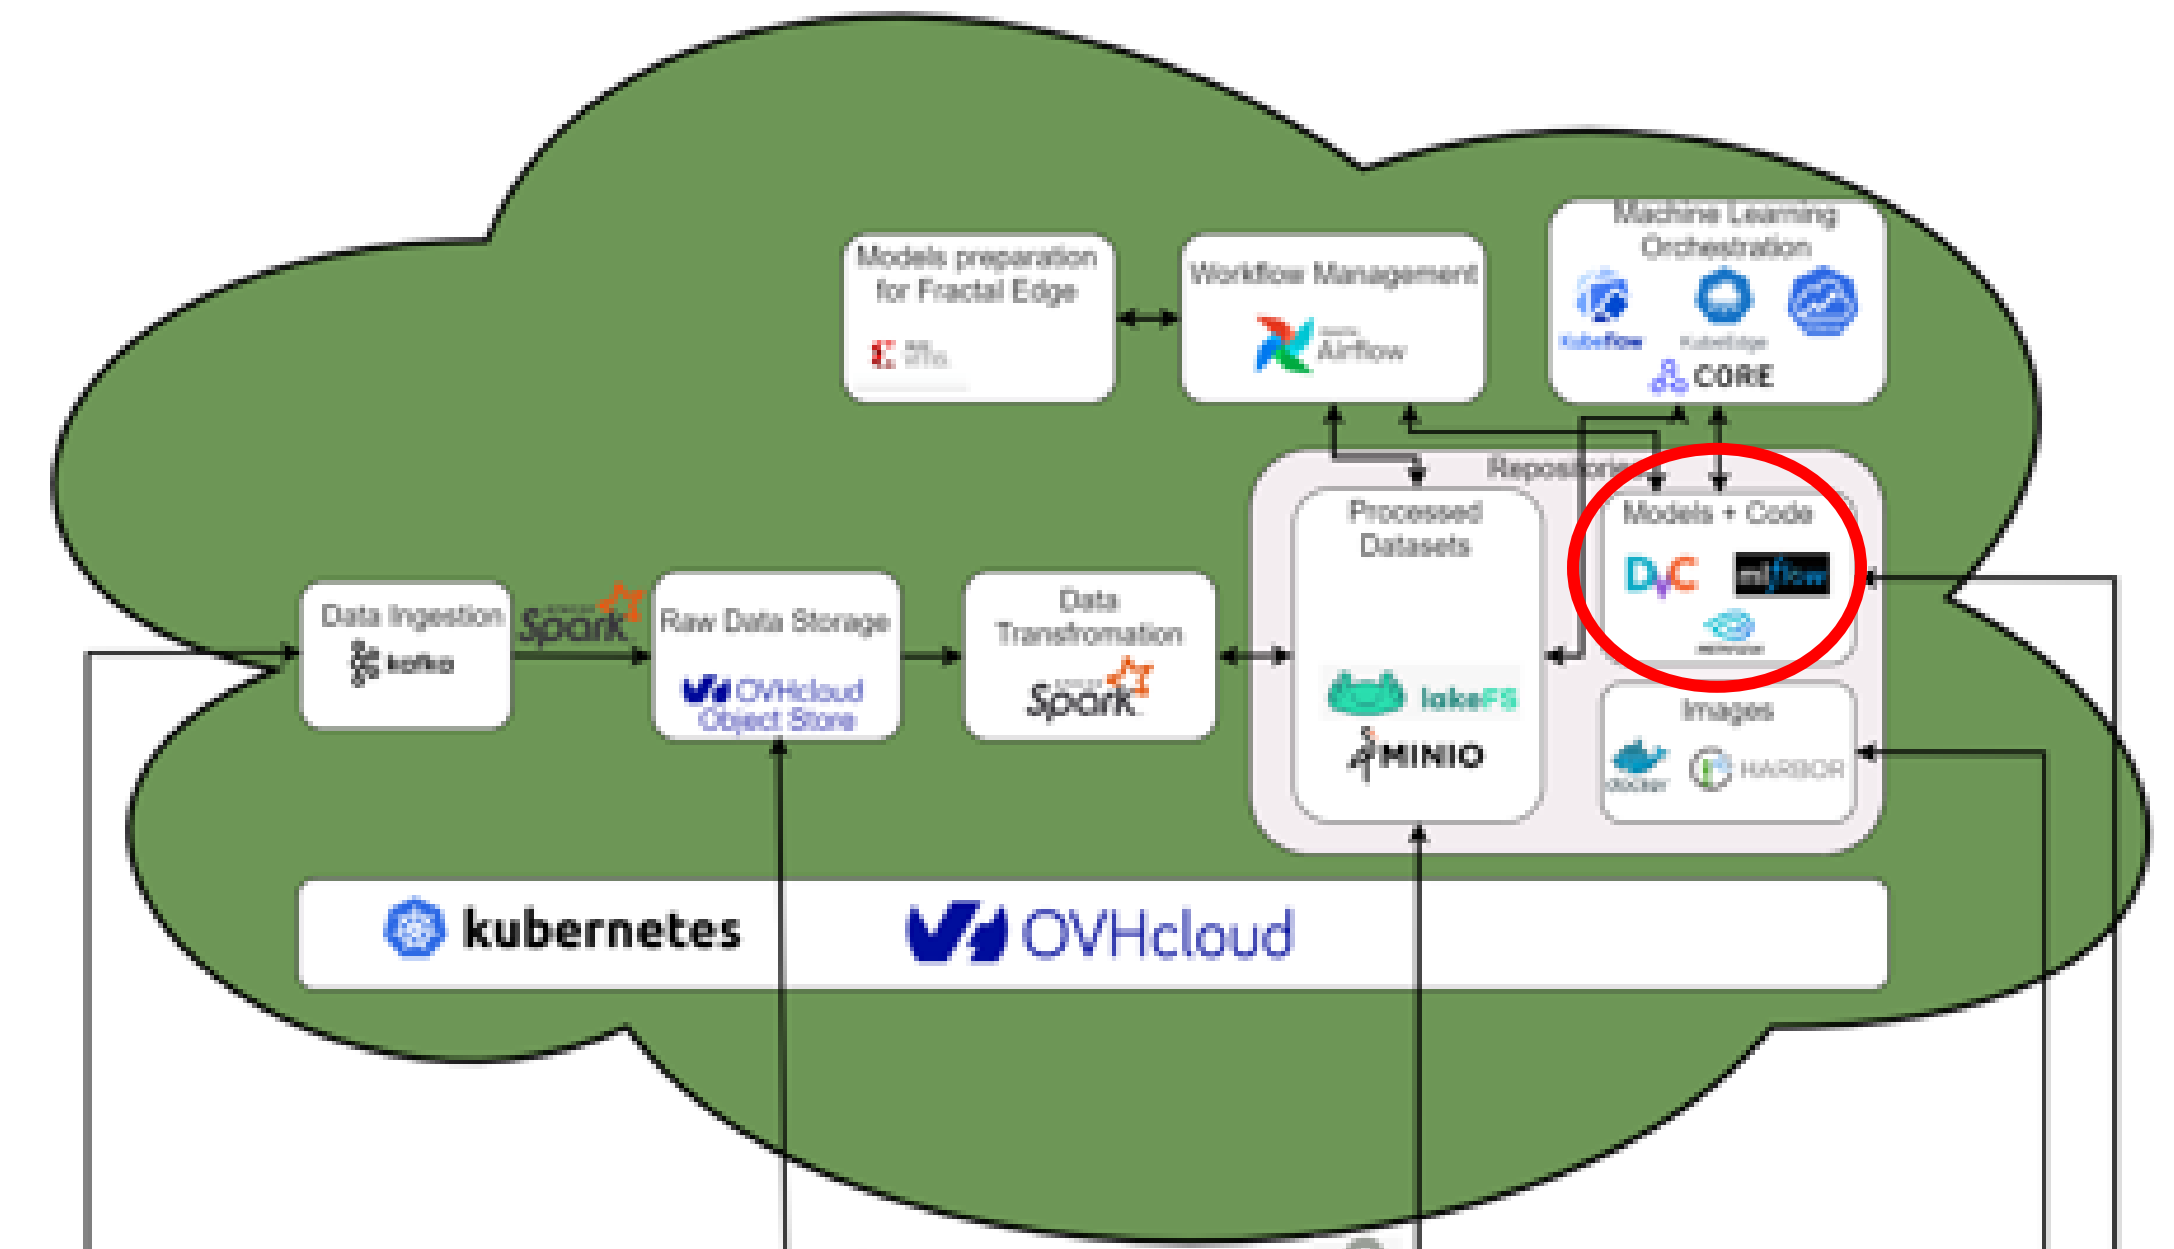 Machine Learning
Orchestration
Kubeflow
KubeEdge
CORE
Models preparation
for Fractal Edge
Workflow Management
Airflow
Repositories
Models + Code
DVC
mlflow
Processed
Datasets
lakeFS
MINIO
Images
docker
HARBOR
Data Ingestion
kafka
Spark
Raw Data Storage
OVHcloud
Object Store
Data
Transfromation
Spark
kubernetes
OVHcloud